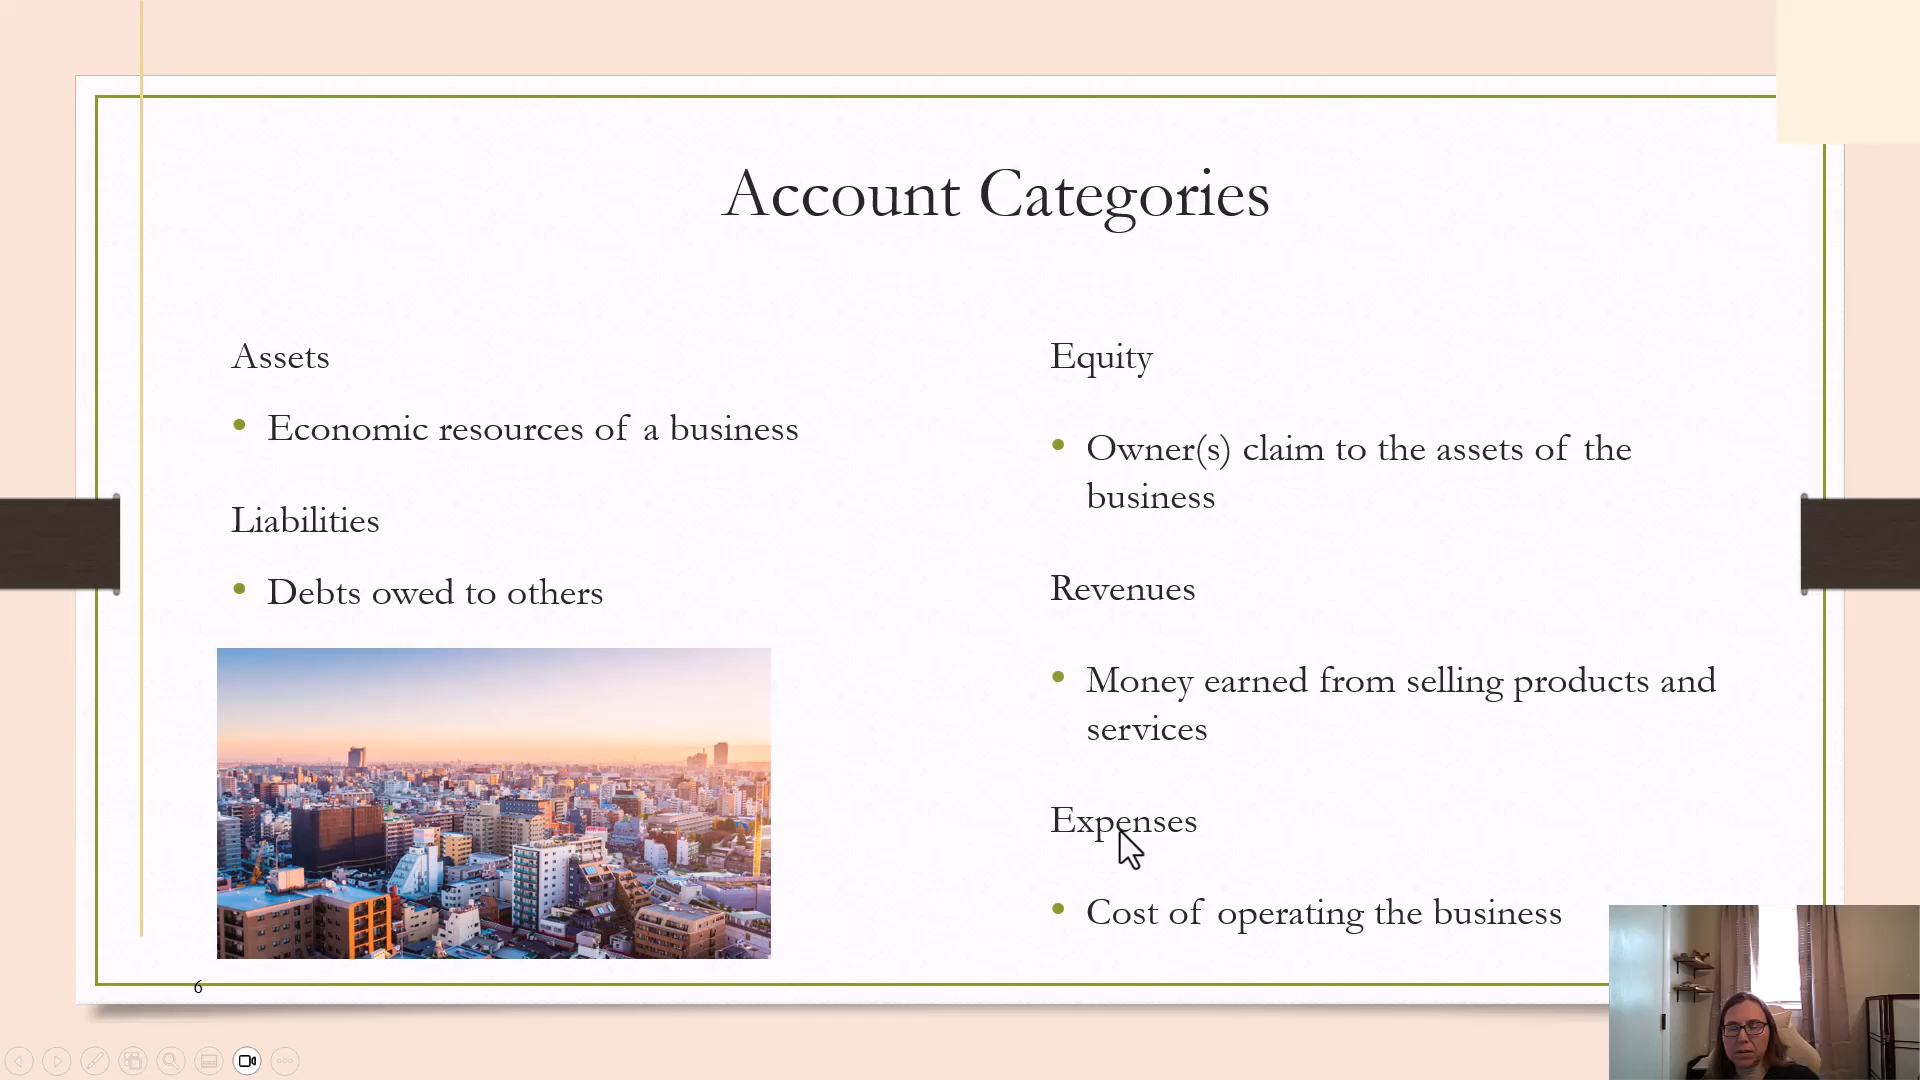 Account Categories
Assets
• Economic resources of a business
Liabilities
• Debts owed to others
Equity
• Owner(s) claim to the assets of the
business
Revenues
• Money earned from selling products and
services
Expenses
• Cost of operating the business
6